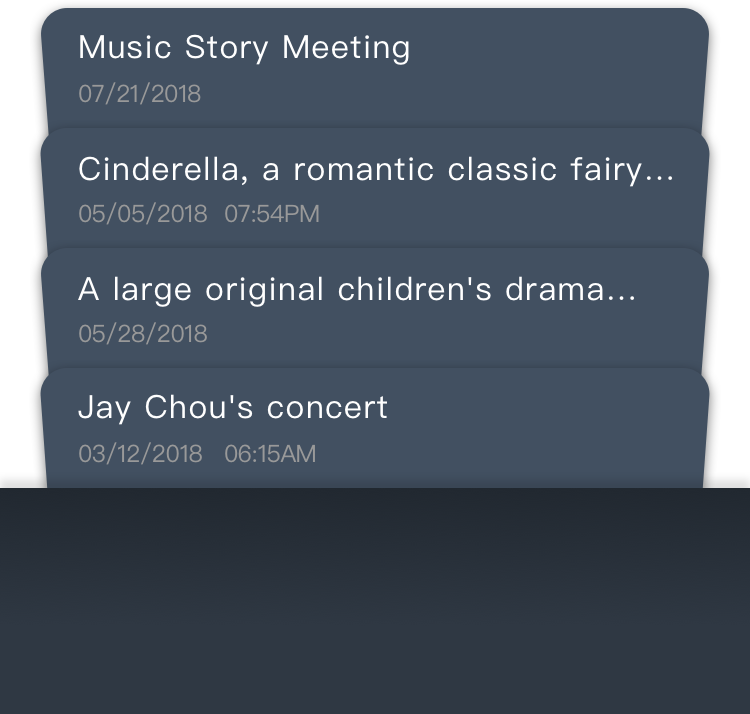 Music Story Meeting
07/21/2018
Cinderella, a romantic classic fairy...
05/05/2018 07:54PM
A large original children's drama...
05/28/2018
Jay Chou's concert
03/12/2018 06:15AM